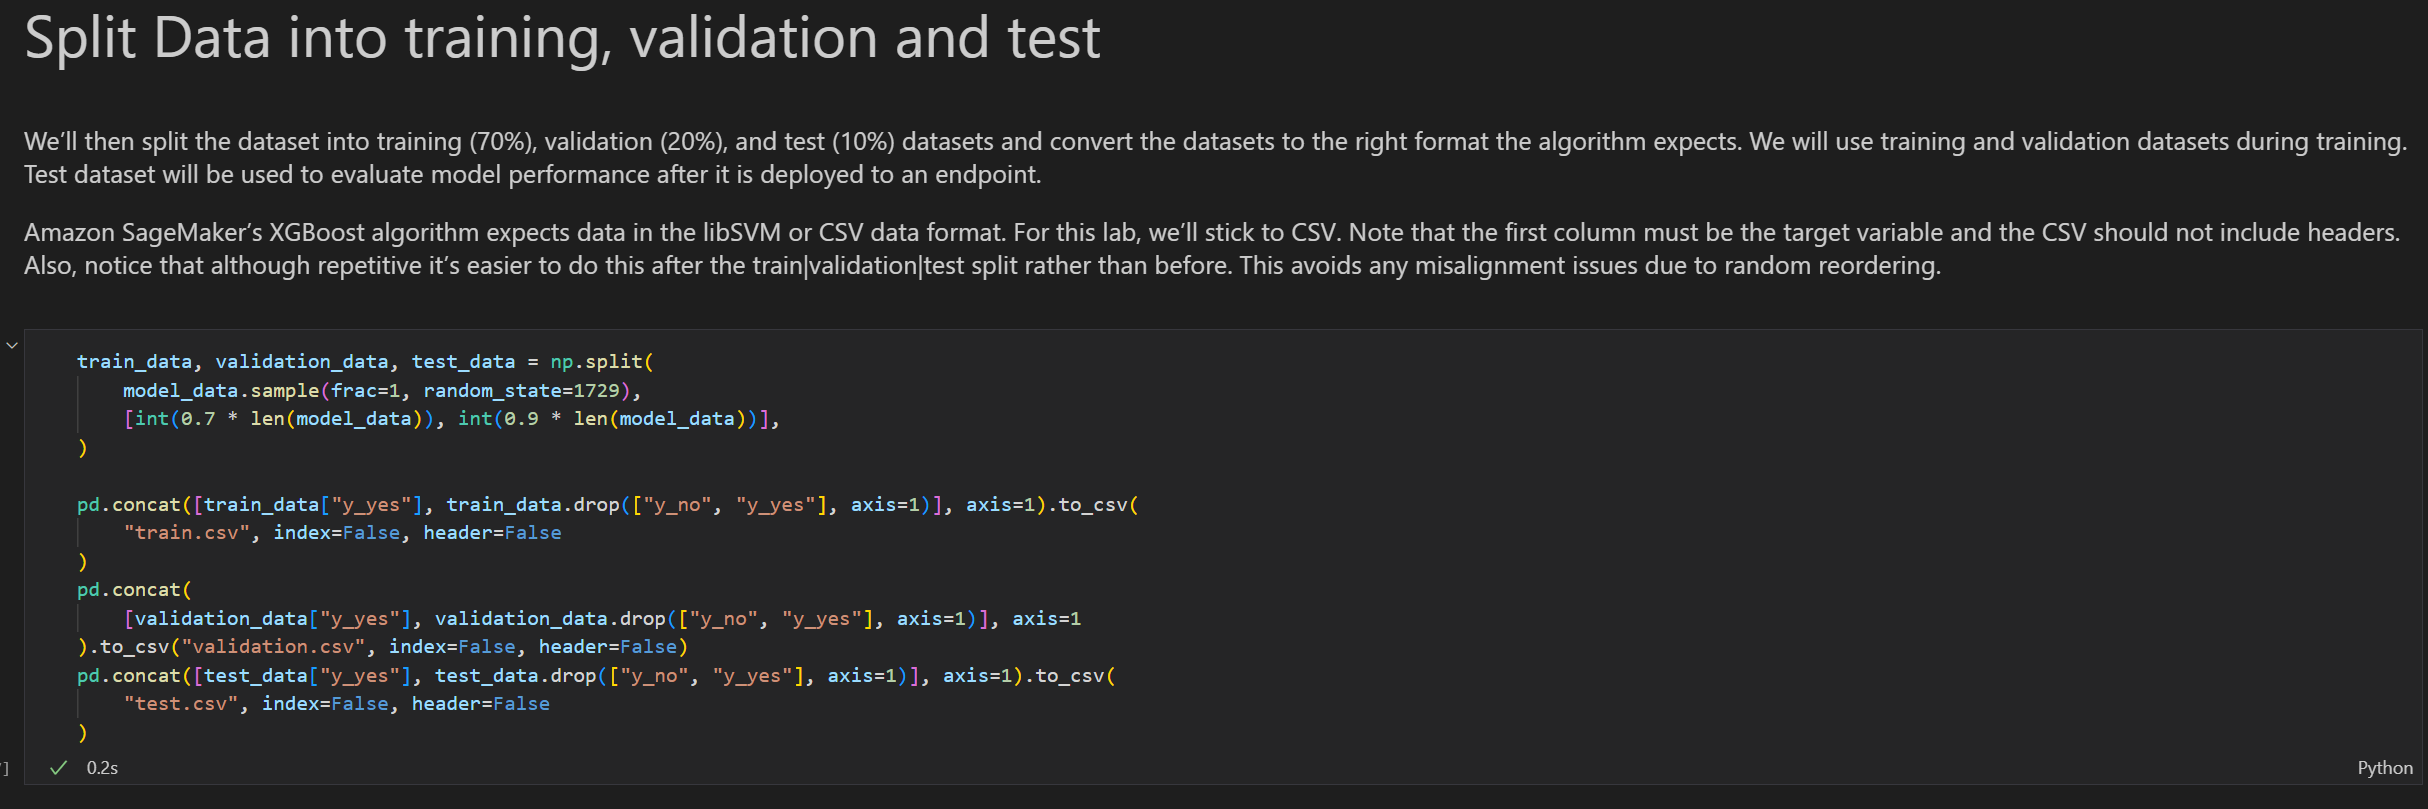 Split Data into training, validation and test
We’ll then split the dataset into training (70%), validation (20%), and test (10%) datasets and convert the datasets to the right format the algorithm expects. We will use training and validation datasets during training.
Test dataset will be used to evaluate model performance after it is deployed to an endpoint.
Amazon SageMaker’s XGBoost algorithm expects data in the libSVM or CSV data format. For this lab, we’ll stick to CSV. Note that the first column must be the target variable and the CSV should not include headers.
Also, notice that although repetitive it’s easier to do this after the train|validation|test split rather than before. This avoids any misalignment issues due to random reordering.
train_data, validation_data, test_data = np.split(
    model_data.sample(frac=1, random_state=1729),
    [int(0.7 * len(model_data)), int(0.9 * len(model_data))],
)
pd.concat([train_data["y_yes"], train_data.drop(["y_no", "y_yes"], axis=1)], axis=1).to_csv(
    "train.csv", index=False, header=False
)
pd.concat(
    [validation_data["y_yes"], validation_data.drop(["y_no", "y_yes"], axis=1)], axis=1
).to_csv("validation.csv", index=False, header=False)
pd.concat([test_data["y_yes"], test_data.drop(["y_no", "y_yes"], axis=1)], axis=1).to_csv(
    "test.csv", index=False, header=False
)
] 0.2s Python